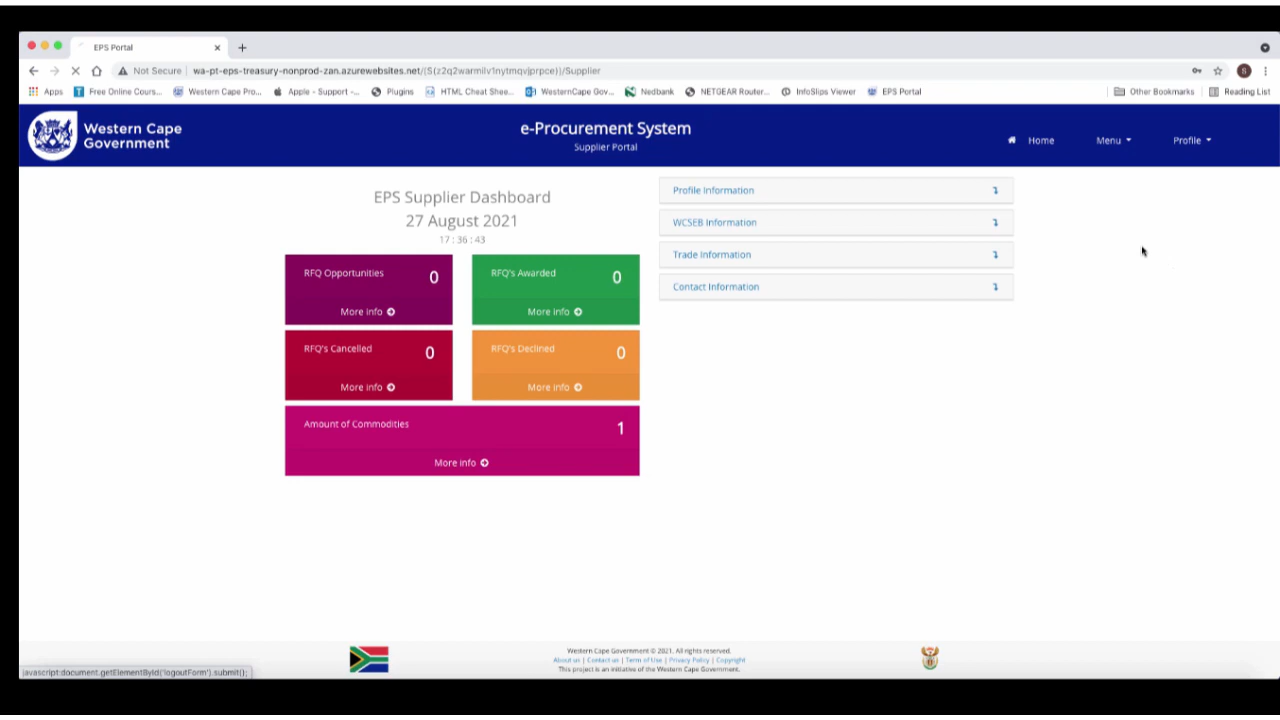 EPS Portal
Not Secure | wa-pt-eps-treasury-nonprod-zan.azurewebsites.net/(S(z2q2warmilv1nytmqvjprpce))/Supplier
Apps Free Online Cours... Western Cape Pro... Apple - Support -... Plugins HTML Cheat Shee... WesternCape Gov... Nedbank NETGEAR Router... InfoSlips Viewer EPS Portal Other Bookmarks Reading List
Western Cape
Government
e-Procurement System
Supplier Portal
Home Menu Profile
EPS Supplier Dashboard
27 August 2021
17 : 36 : 43
RFQ Opportunities 0
More info
RFQ's Awarded 0
More info
RFQ's Cancelled 0
More info
RFQ's Declined 0
More info
Amount of Commodities 1
More info
Profile Information
WCSEB Information
Trade Information
Contact Information
Western Cape Government © 2021. All rights reserved.
About us | Contact us | Term of Use | Privacy Policy | Copyright
This project is an initiative of the Western Cape Government.
javascript:document.getElementById('logoutForm').submit();